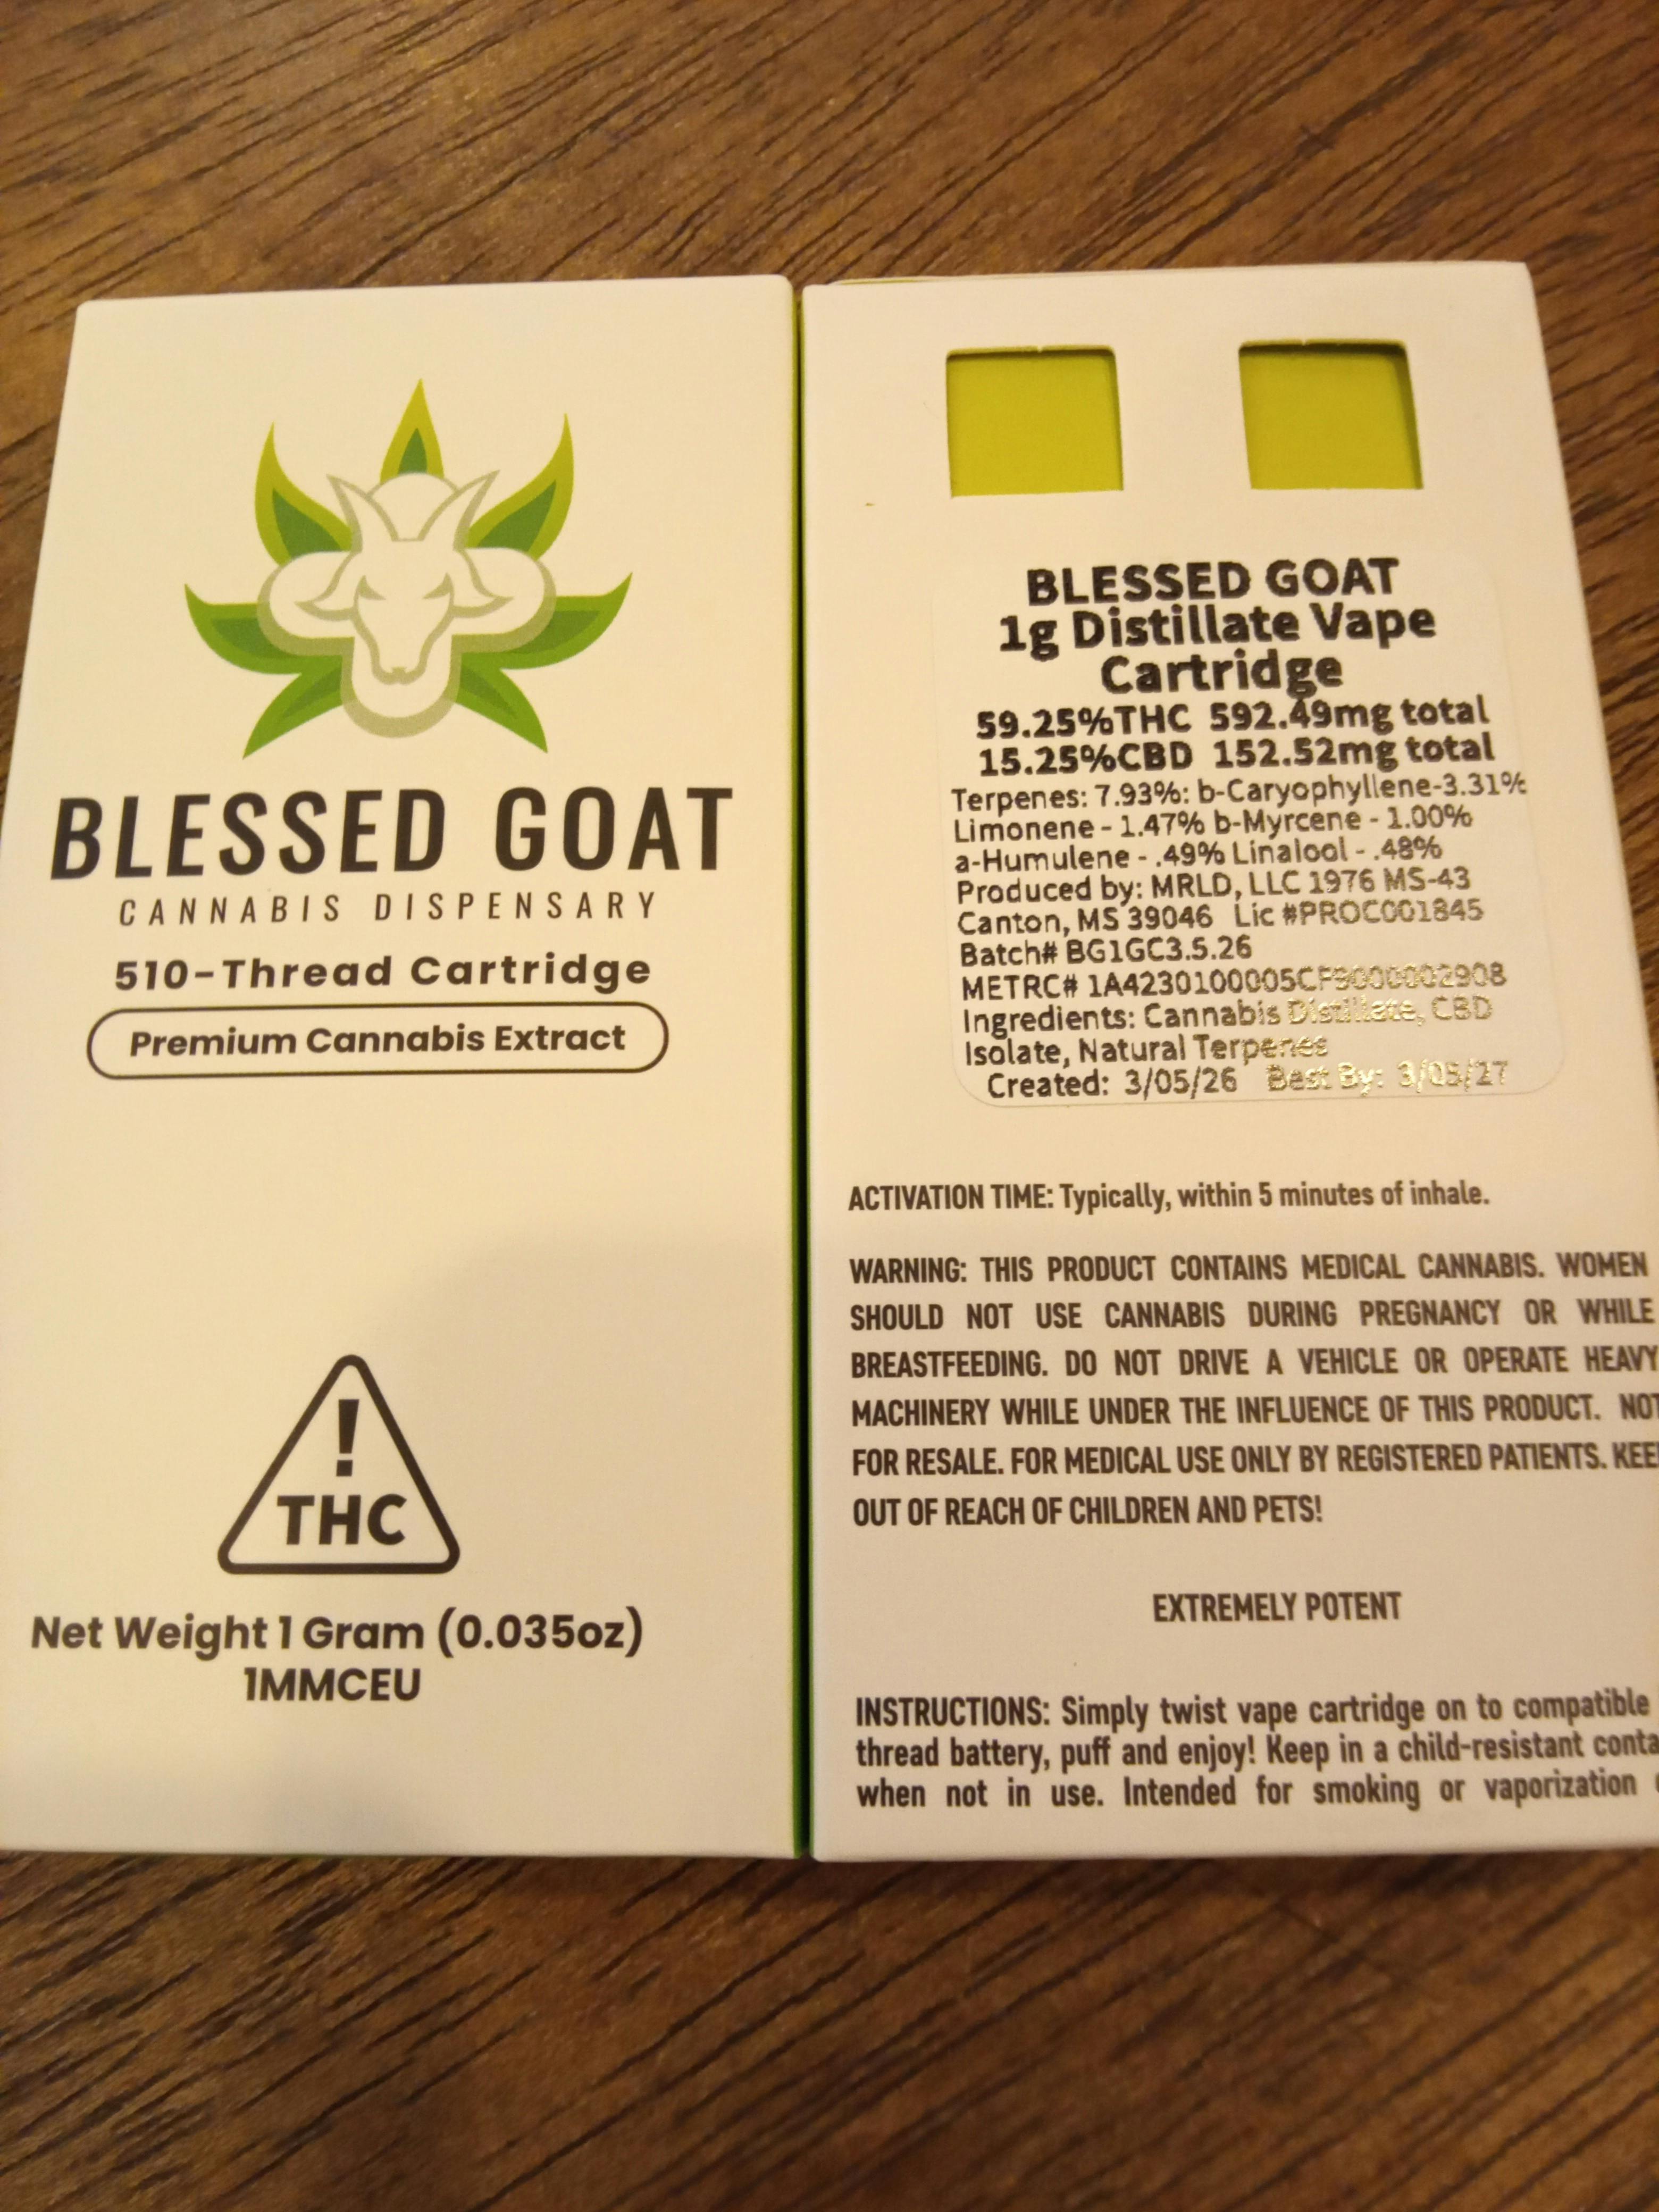 BLESSED GOAT
CANNABIS DISPENSARY
510-Thread Cartridge
Premium Cannabis Extract
!
THC
Net Weight 1 Gram (0.035oz)
1MMCEU
BLESSED GOAT
1g Distillate Vape
Cartridge
59.25%THC 592.49mg total
15.25%CBD 152.52mg total
Terpenes: 7.93%: b-Caryophyllene-3.31%
Limonene - 1.47% b-Myrcene - 1.00%
a-Humulene - .49% Linalool - .48%
Produced by: MRLD, LLC 1976 MS-43
Canton, MS 39046 Lic #PROC001845
Batch# BG1GC3.5.26
METRC# 1A4230100005CF9000002908
Ingredients: Cannabis Distillate, CBD
Isolate, Natural Terpenes
Created: 3/05/26 Best By: 3/05/27
ACTIVATION TIME: Typically, within 5 minutes of inhale.
WARNING: THIS PRODUCT CONTAINS MEDICAL CANNABIS. WOMEN
SHOULD NOT USE CANNABIS DURING PREGNANCY OR WHILE
BREASTFEEDING. DO NOT DRIVE A VEHICLE OR OPERATE HEAVY
MACHINERY WHILE UNDER THE INFLUENCE OF THIS PRODUCT. NOT
FOR RESALE. FOR MEDICAL USE ONLY BY REGISTERED PATIENTS. KEE
OUT OF REACH OF CHILDREN AND PETS!
EXTREMELY POTENT
INSTRUCTIONS: Simply twist vape cartridge on to compatible
thread battery, puff and enjoy! Keep in a child-resistant conta
when not in use. Intended for smoking or vaporization